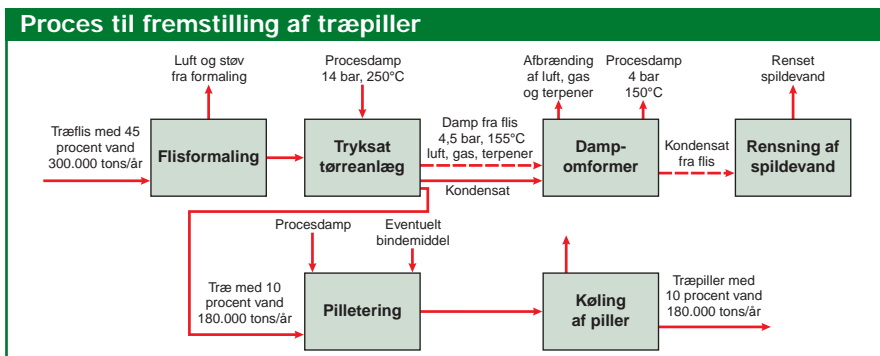 Proces til fremstilling af træpiller
Luft og støv
fra formaling
Procesdamp
14 bar, 250°C
Afbrænding
af luft, gas
og terpener
Procesdamp
4 bar
150°C
Renset
spildevand
Træflis med 45
procent vand
300.000 tons/år
Flisformaling
Tryksat
tørreanlæg
Damp fra flis
4,5 bar, 155°C
luft, gas, terpener
Kondensat
Damp-
omformer
Kondensat
fra flis
Rensning af
spildevand
Procesdamp
Eventuelt
bindemiddel
Træ med 10
procent vand
180.000 tons/år
Pilletering
Køling
af piller
Træpiller med
10 procent vand
180.000 tons/år